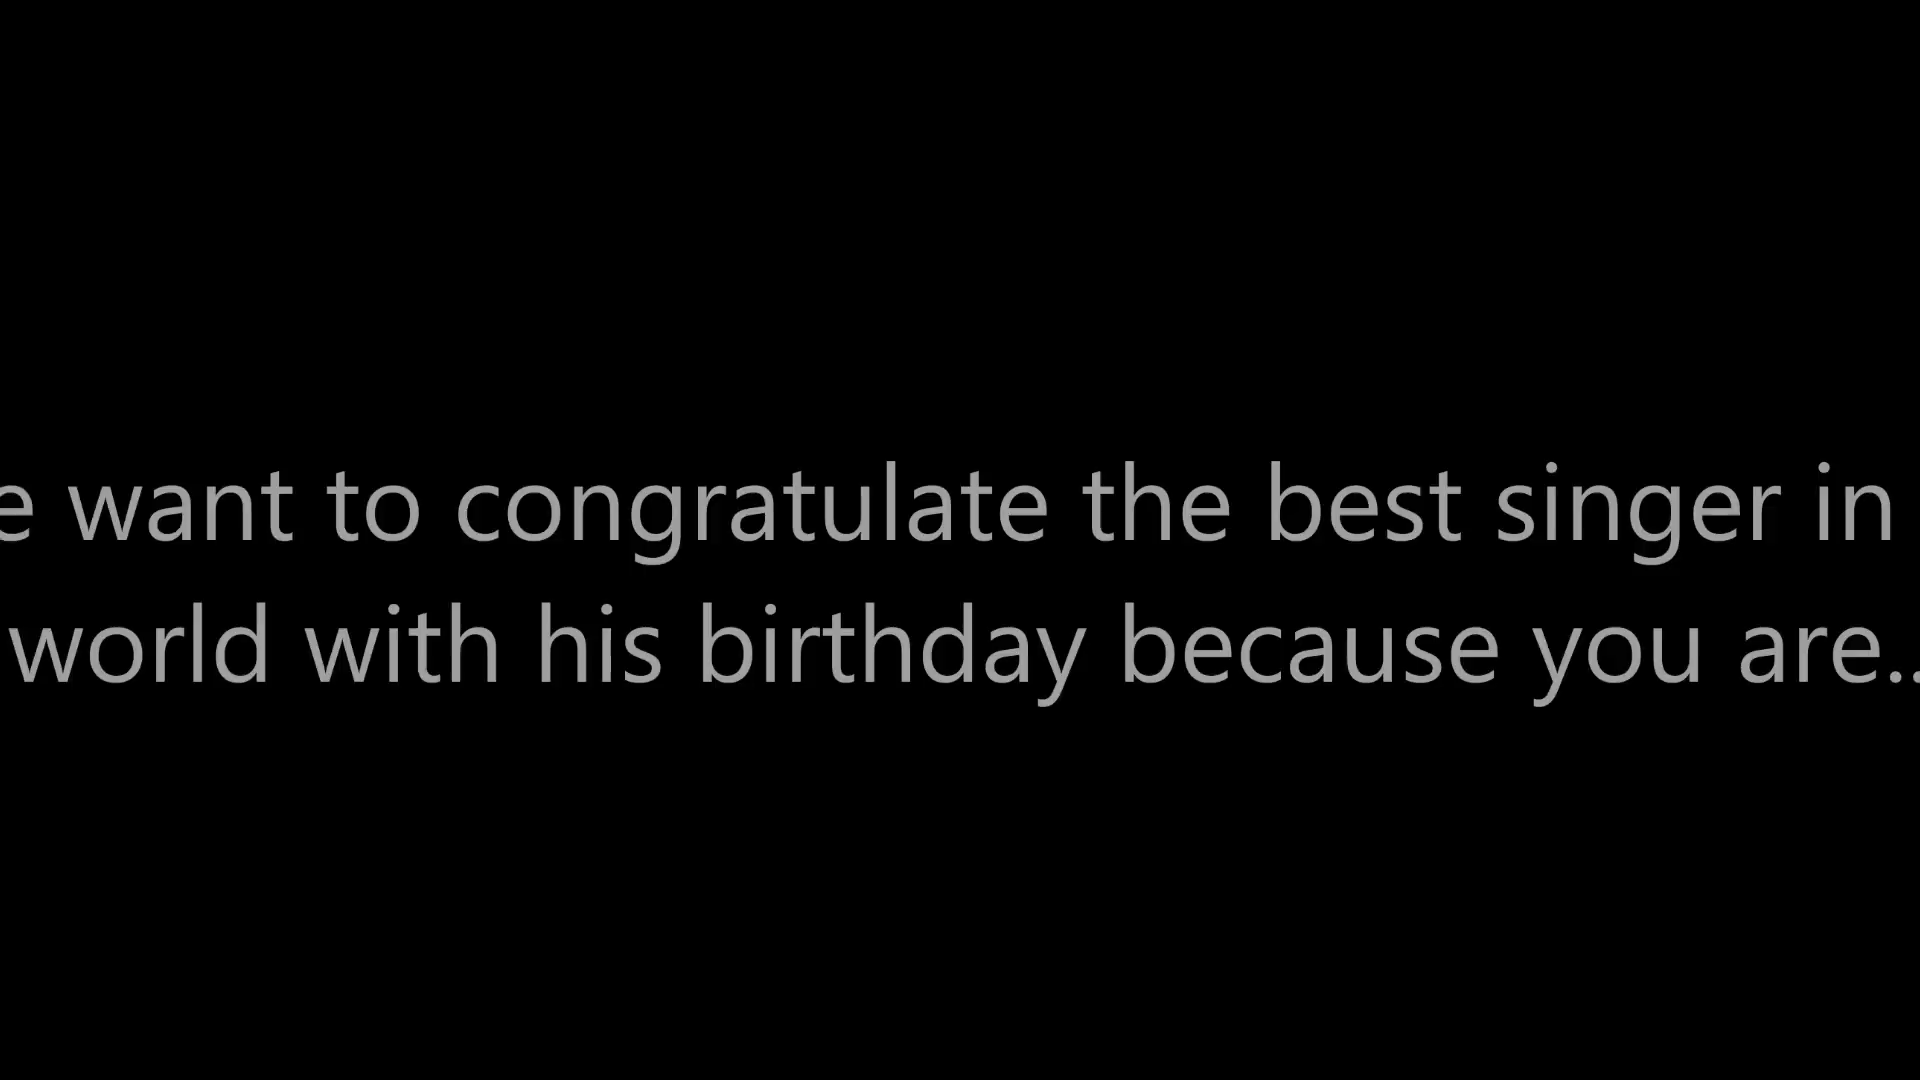 e want to congratulate the best singer in
world with his birthday because you are..